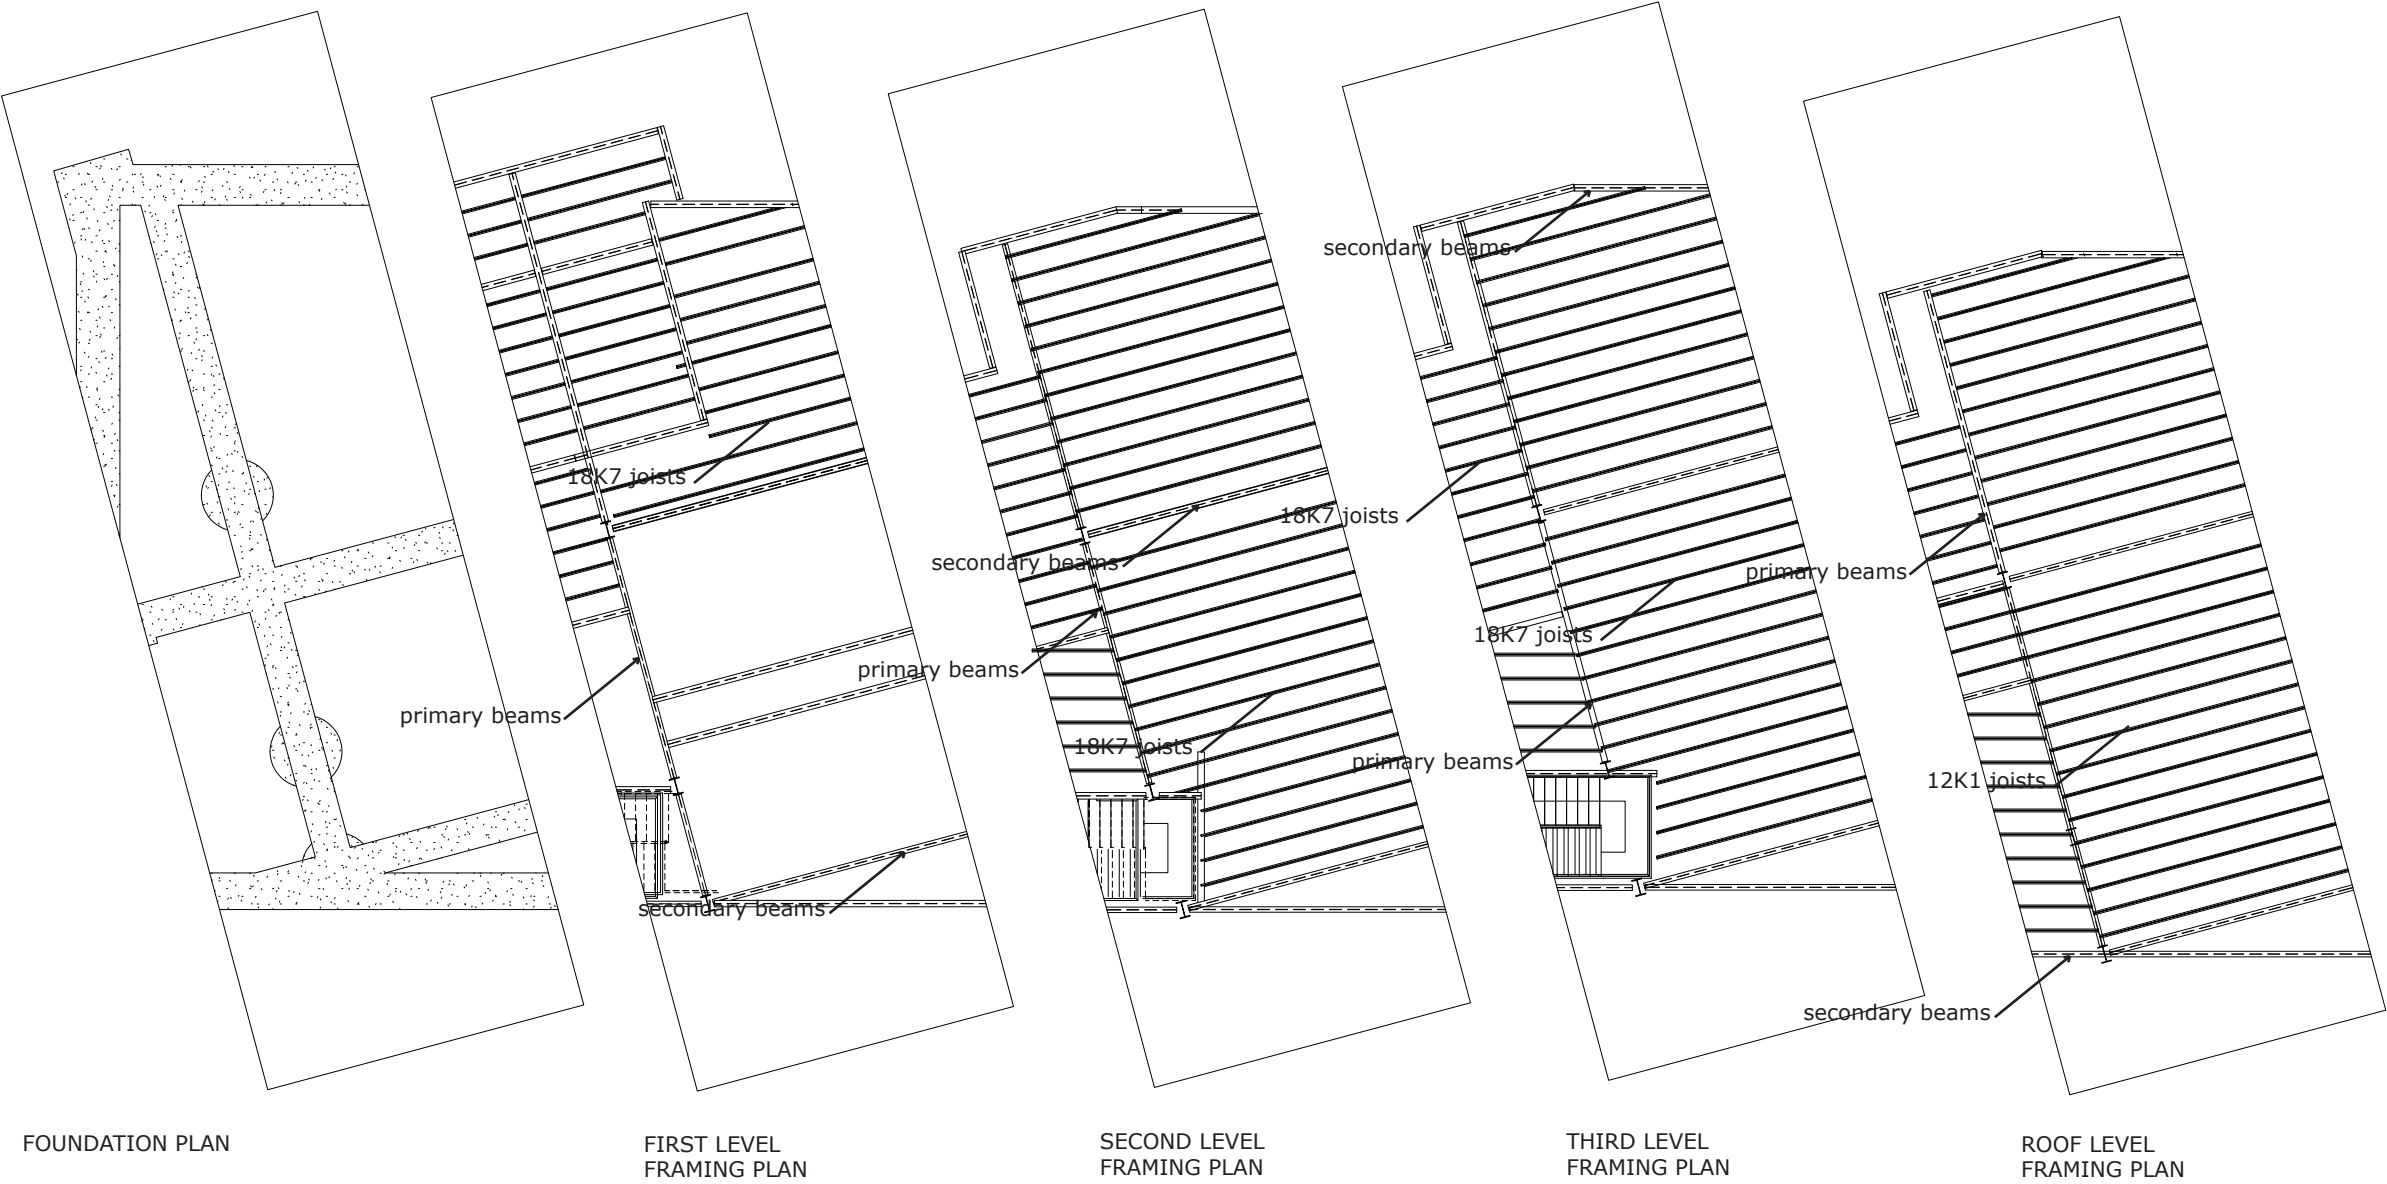 secondary beams
18K7 joists
18K7 joists
secondary beams
primary beams
18K7 joists
primary beams
primary beams
18K7 joists
primary beams
12K1 joists
secondary beams
secondary beams
FOUNDATION PLAN
FIRST LEVEL
FRAMING PLAN
SECOND LEVEL
FRAMING PLAN
THIRD LEVEL
FRAMING PLAN
ROOF LEVEL
FRAMING PLAN